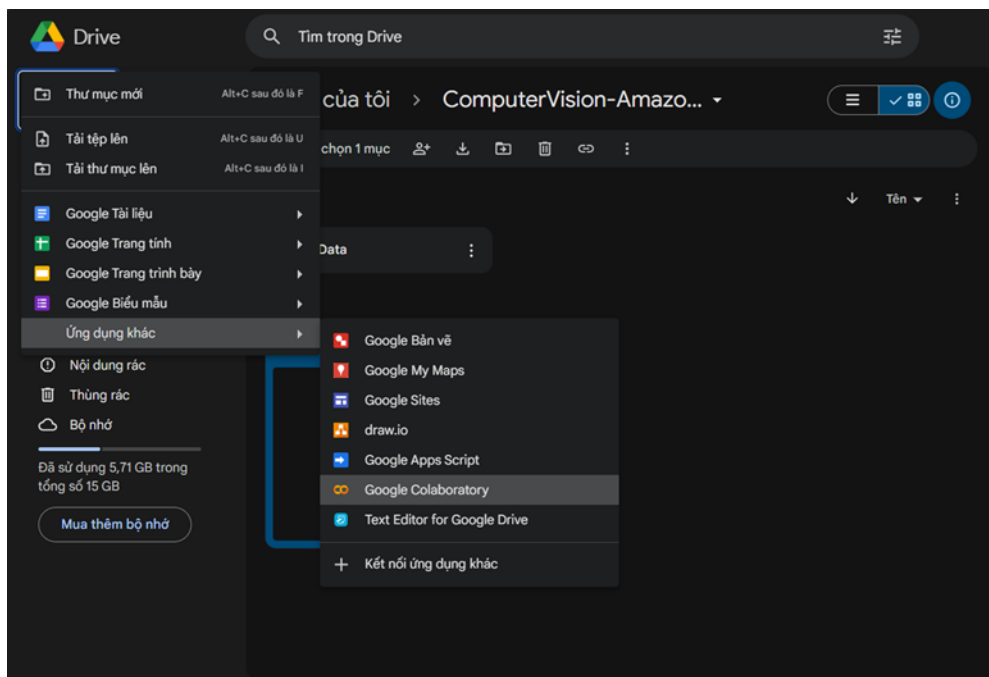 Drive
Tìm trong Drive
Thư mục mới Alt+C sau đó là F
của tôi > ComputerVision-Amazo...
Tải tệp lên Alt+C sau đó là U
chọn 1 mục
Tải thư mục lên Alt+C sau đó là I
Tên
Google Tài liệu
Google Trang tính
Data
Google Trang trình bày
Google Biểu mẫu
Ứng dụng khác
Google Bản vẽ
Nội dung rác
Google My Maps
Thùng rác
Google Sites
Bộ nhớ
draw.io
Đã sử dụng 5,71 GB trong
tổng số 15 GB
Google Apps Script
Google Colaboratory
Mua thêm bộ nhớ
Text Editor for Google Drive
Kết nối ứng dụng khác